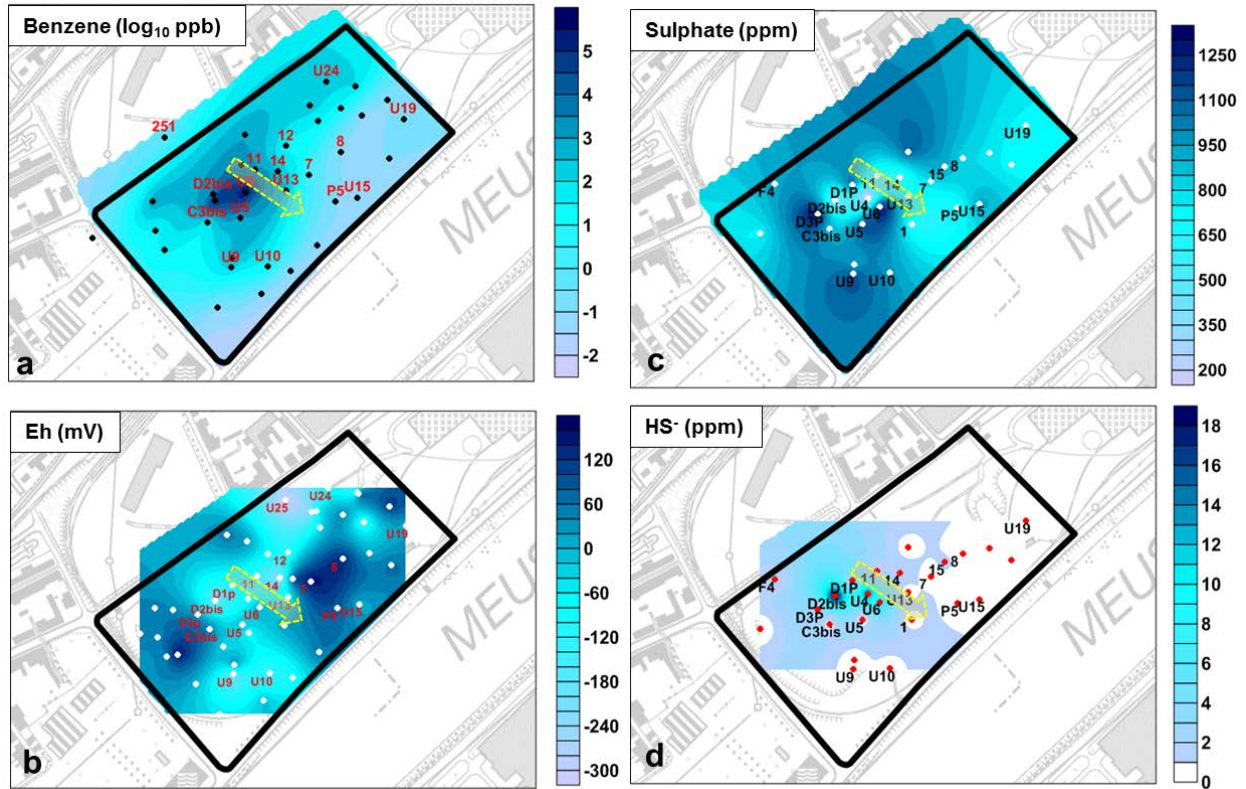 Benzene (log₁₀ ppb)
U24
251
U19
12
8
11 14 7
U13
D2bis
P5 U15
C3bis U5
U9 U10
MEUS
a
5
4
3
2
1
0
-1
-2
Sulphate (ppm)
U19
15 8
F4
D1P 11 14 7
D2bis U4 U13
D3P U6
C3bis U5 1 P5 U15
U9 U10
MEUS
c
1250
1100
950
800
650
500
350
200
Eh (mV)
U25 U24
U19
12
8
11 14
D1p
U13
D2bis U6 U15
D3p
C3bis U5
U9 U10
MEUS
b
120
60
0
-60
-120
-180
-240
-300
HS⁻ (ppm)
U19
15 8
F4
D1P 11 14 7
D2bis U4 U13
D3P U6
C3bis U5 1 P5 U15
U9 U10
MEUS
d
18
16
14
12
10
8
6
4
2
0